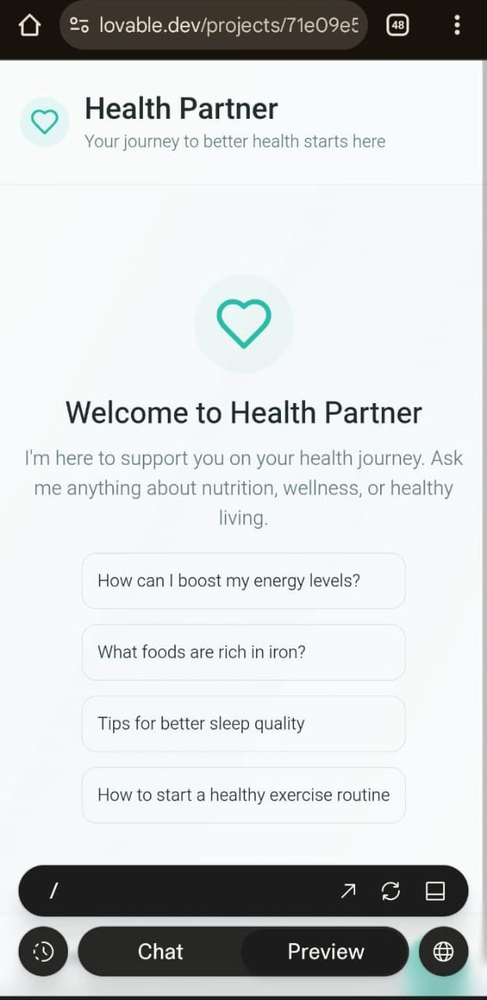 lovable.dev/projects/71e09e5
48
Health Partner
Your journey to better health starts here
Welcome to Health Partner
I'm here to support you on your health journey. Ask
me anything about nutrition, wellness, or healthy
living.
How can I boost my energy levels?
What foods are rich in iron?
Tips for better sleep quality
How to start a healthy exercise routine
/
Chat
Preview